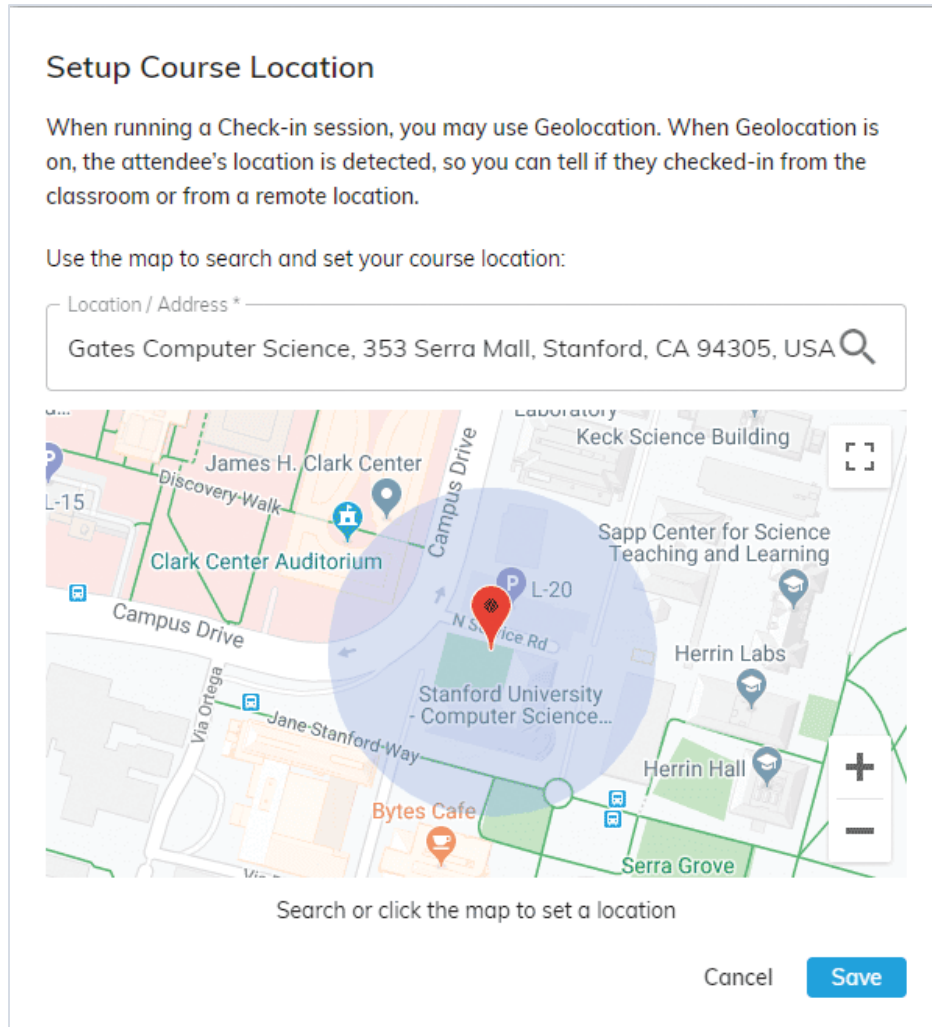 Setup Course Location
When running a Check-in session, you may use Geolocation. When Geolocation is
on, the attendee's location is detected, so you can tell if they checked-in from the
classroom or from a remote location.
Use the map to search and set your course location:
Location / Address *
Gates Computer Science, 353 Serra Mall, Stanford, CA 94305, USA
Laboratory
Keck Science Building
James H. Clark Center
Campus Drive
P
L-15
Discovery Walk
Sapp Center for Science
Teaching and Learning
Clark Center Auditorium
P
L-20
Campus Drive
N Service Rd
Herrin Labs
Via Ortega
Stanford University
- Computer Science...
Jane Stanford Way
Herrin Hall
+
Bytes Cafe
−
Serra Grove
Search or click the map to set a location
Cancel
Save